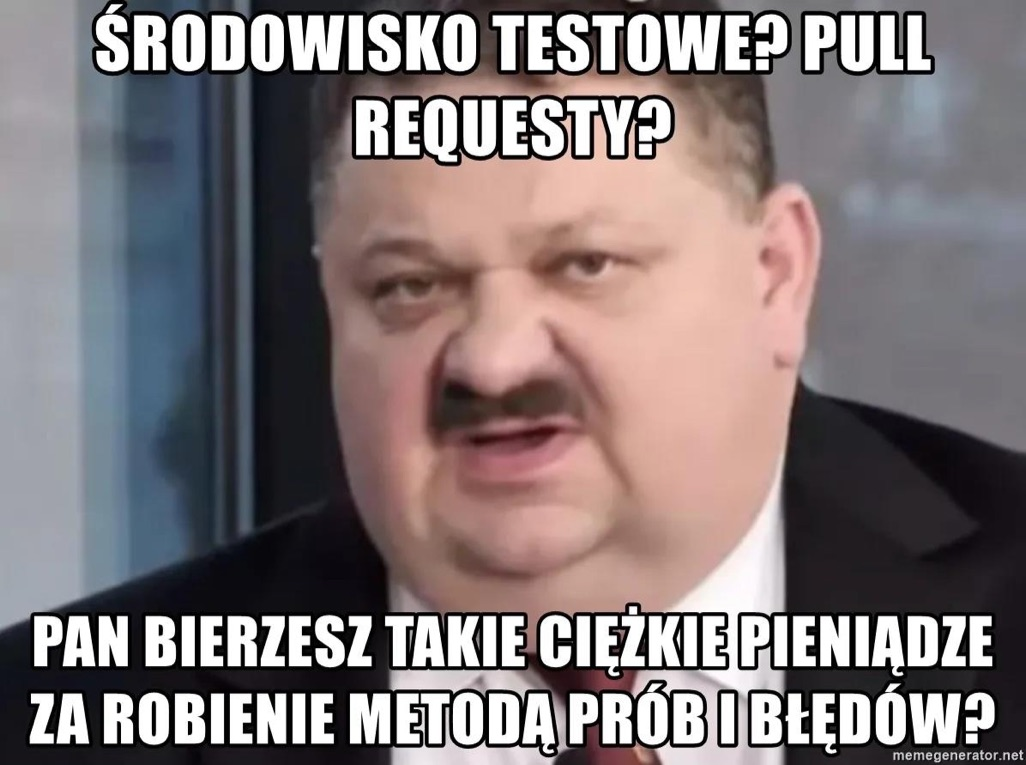 ŚRODOWISKO TESTOWE? PULL
REQUESTY?
PAN BIERZESZ TAKIE CIĘŻKIE PIENIĄDZE
ZA ROBIENIE METODĄ PRÓB I BŁĘDÓW?
memegenerator.net